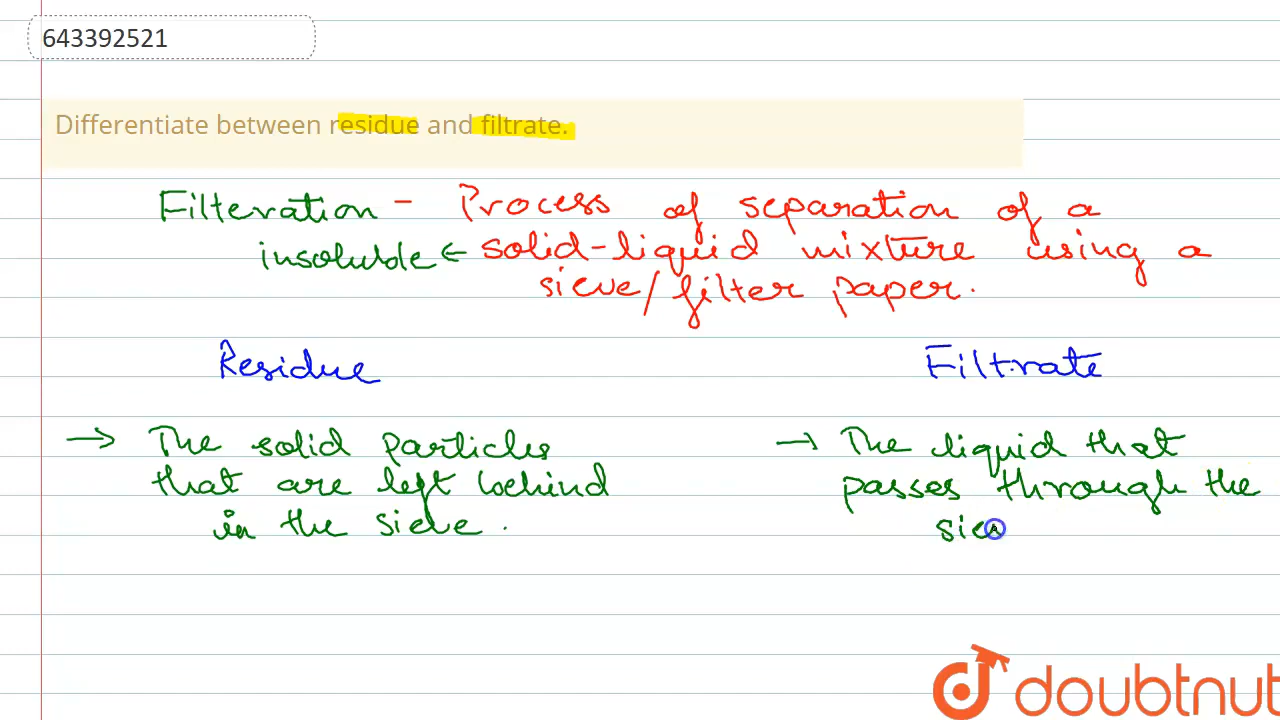 643392521
Differentiate between residue and filtrate.
Filteration - Process of separation of a
insoluble ← solid-liquid mixture using a
sieve/filter paper.
Residue
Filtrate
→ The solid particles
that are left behind
in the sieve.
→ The liquid that
passes through the
sie
doubtnut